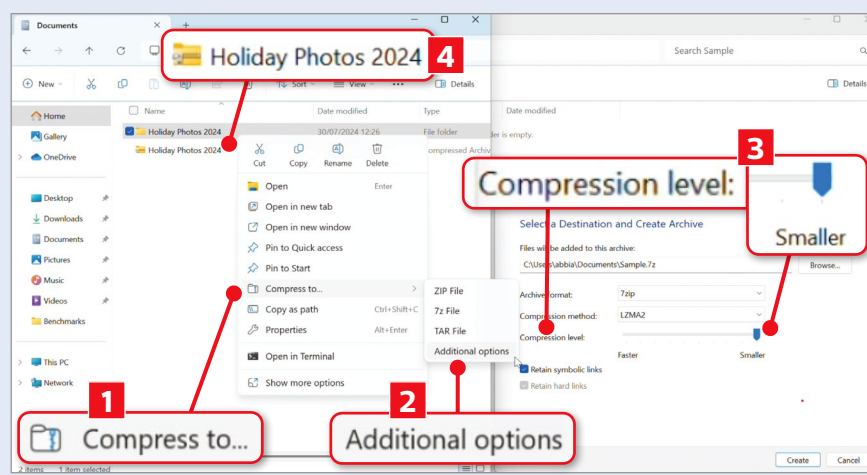 Documents
Holiday Photos 2024
4
Search Sample
New
Sort
View
Details
Details
Home
Gallery
OneDrive
Desktop
Downloads
Documents
Pictures
Music
Videos
Benchmarks
This PC
Network
Name
Date modified
Type
Holiday Photos 2024
30/07/2024 12:26
File folder
Holiday Photos 2024
ompressed Archiv
Cut
Copy
Rename
Delete
Open
Enter
Open in new tab
Open in new window
Pin to Quick access
Pin to Start
Compress to...
Copy as path
Ctrl+Shift+C
Properties
Alt+Enter
Open in Terminal
Show more options
ZIP File
7z File
TAR File
Additional options
Date modified
der is empty.
3
Compression level:
Smaller
Select a Destination and Create Archive
Files will be added to this archive:
C:\Users\abbia\Documents\Sample.7z
Browse...
Archive format:
7zip
Compression method:
LZMA2
Compression level:
Faster
Smaller
Retain symbolic links
Retain hard links
1
Compress to...
2
Additional options
2 items
1 item selected
Create
Cancel